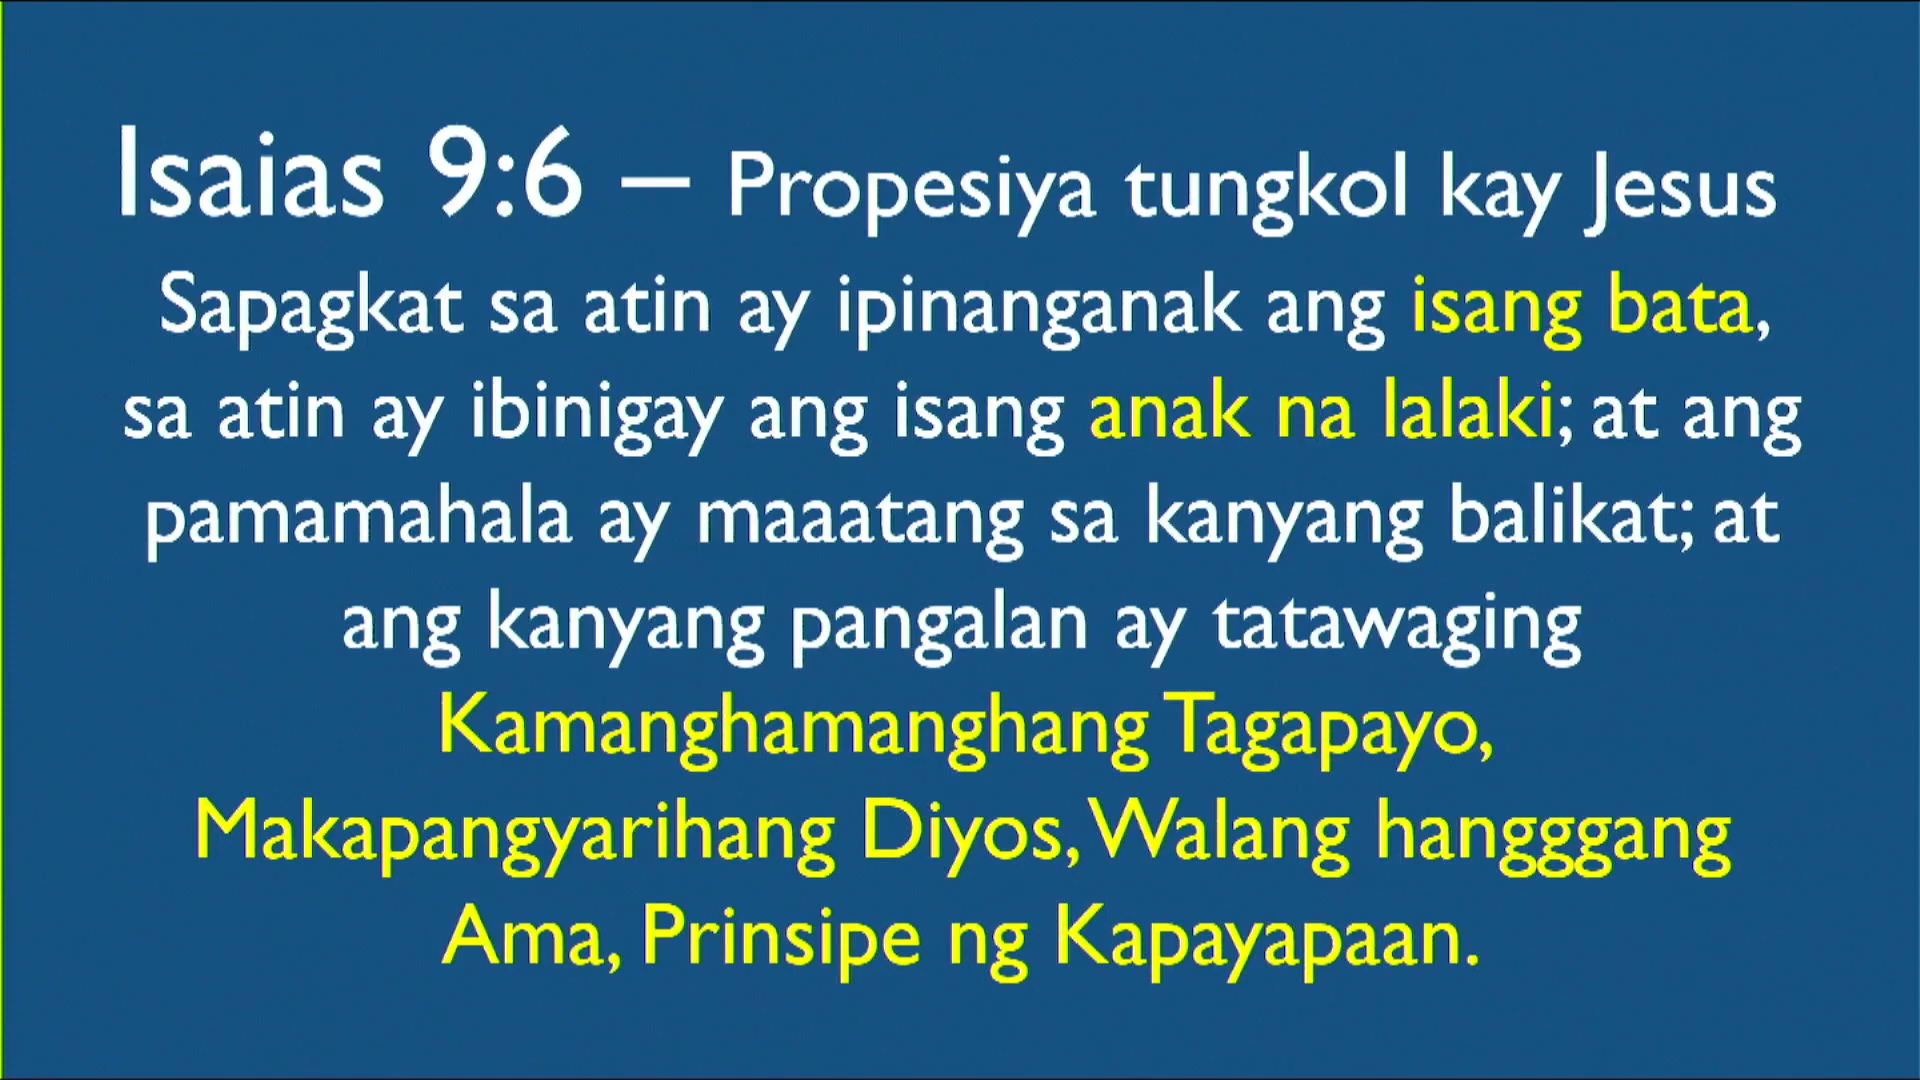 Isaias 9:6 – Propesiya tungkol kay Jesus
Sapagkat sa atin ay ipinanganak ang isang bata,
sa atin ay ibinigay ang isang anak na lalaki; at ang
pamamahala ay maaatang sa kanyang balikat; at
ang kanyang pangalan ay tatawaging
Kamanghamanghang Tagapayo,
Makapangyarihang Diyos, Walang hangggang
Ama, Prinsipe ng Kapayapaan.